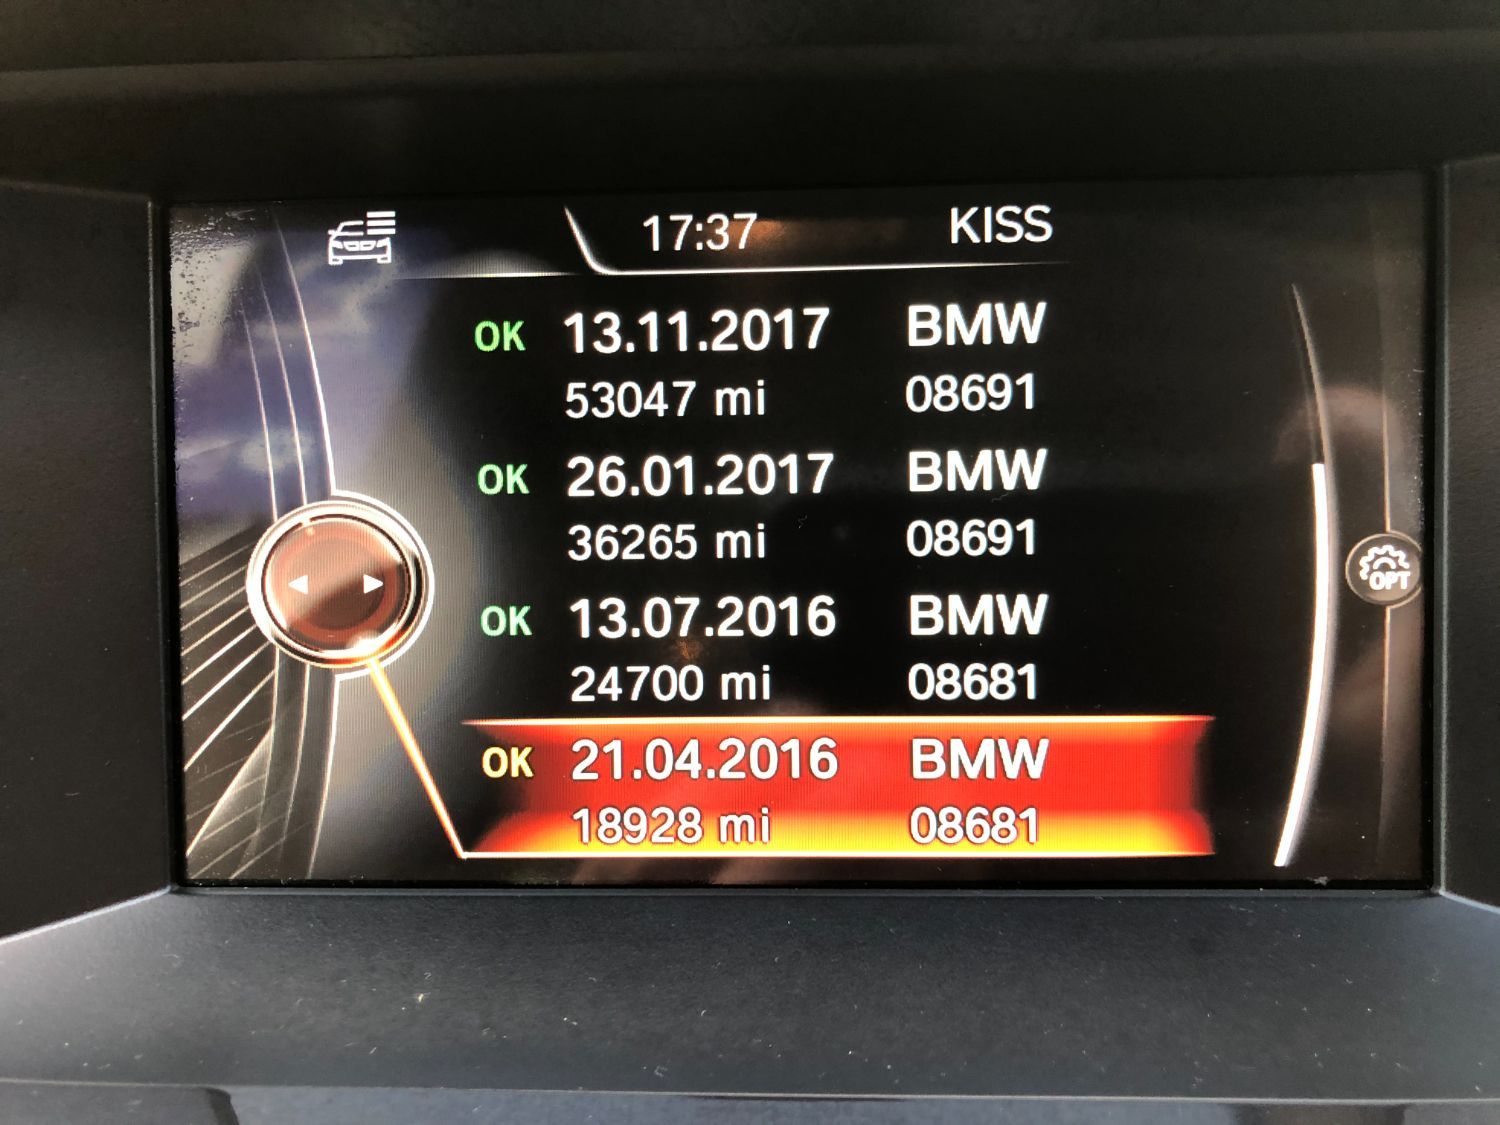 17:37 KISS
OK 13.11.2017 BMW
53047 mi 08691
OK 26.01.2017 BMW
36265 mi 08691
OK 13.07.2016 BMW
24700 mi 08681
OK 21.04.2016 BMW
18928 mi 08681
OPT